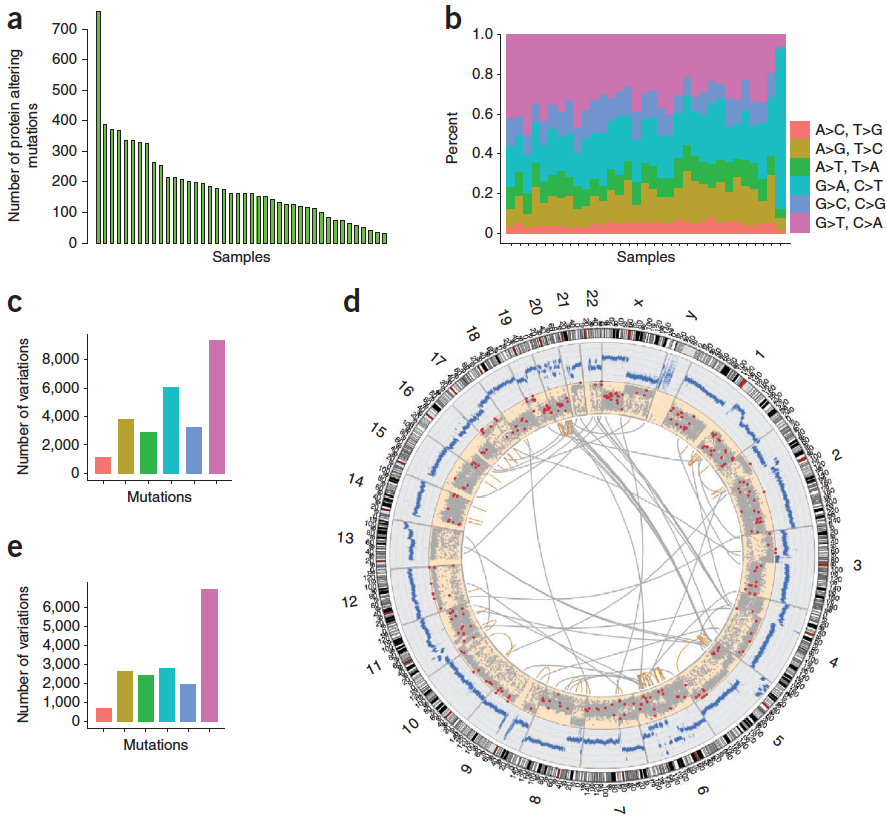 a
Number of protein altering
mutations
700
600
500
400
300
200
100
0
Samples
b
Percent
1.0
0.8
0.6
0.4
0.2
0
Samples
A>C, T>G
A>G, T>C
A>T, T>A
G>A, C>T
G>C, C>G
G>T, C>A
c
Number of variations
8,000
6,000
4,000
2,000
0
Mutations
d
1
2
3
4
5
6
7
8
9
10
11
12
13
14
15
16
17
18
19
20
21
22
x
y
e
Number of variations
6,000
5,000
4,000
3,000
2,000
1,000
0
Mutations